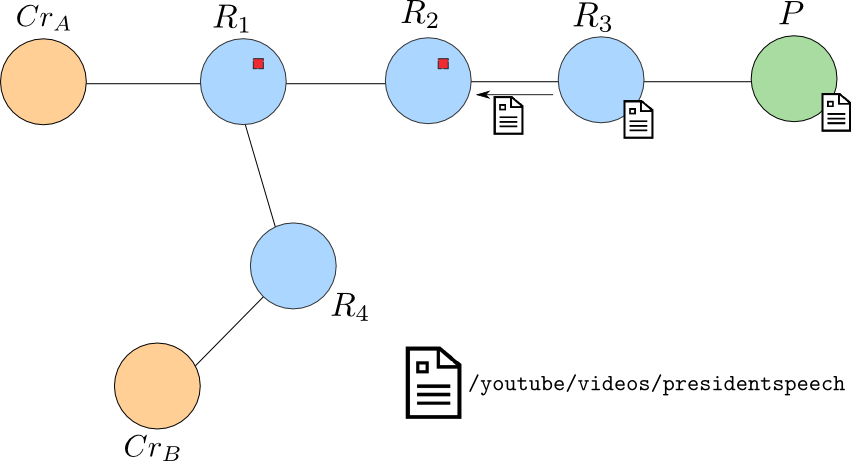 Cr_A
R_1
R_2
R_3
P
R_4
Cr_B
/youtube/videos/presidentspeech